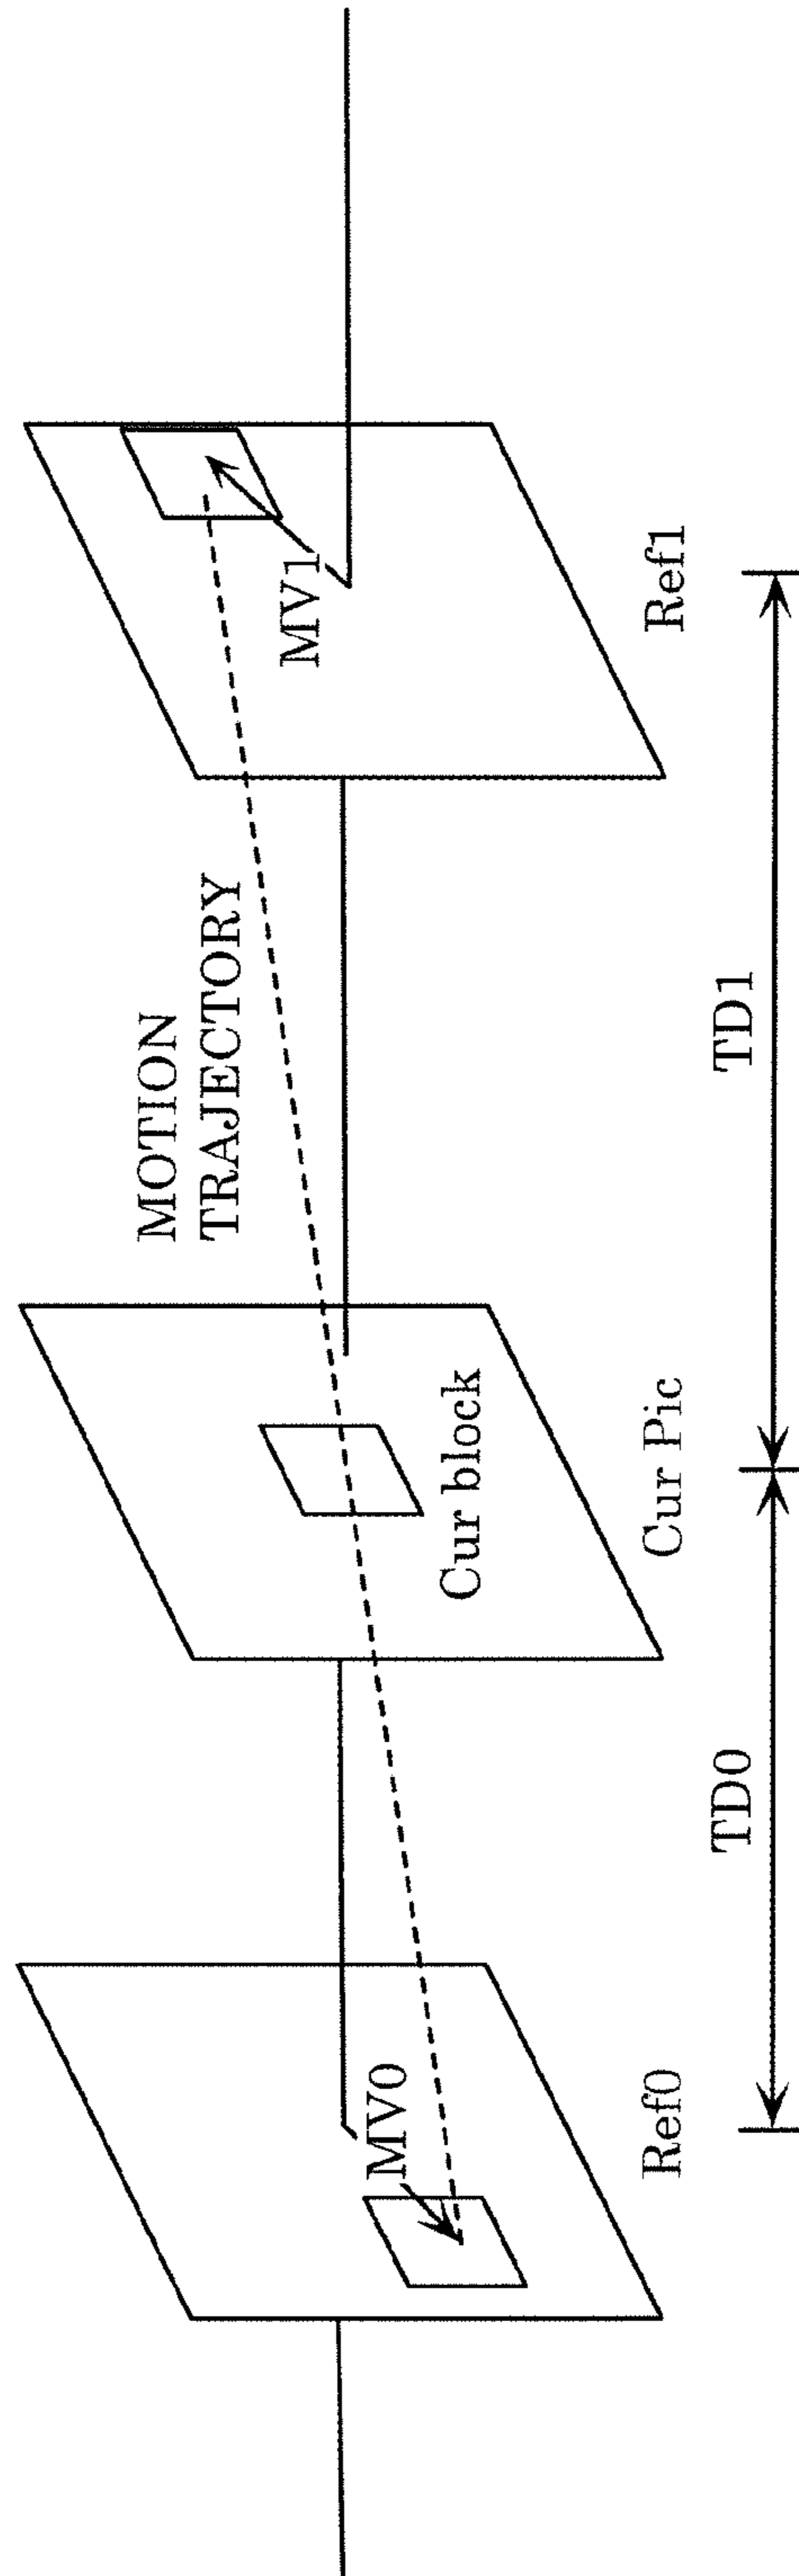 MOTION
TRAJECTORY
MV0
MV1
Cur block
Ref0
Cur Pic
Ref1
TD0
TD1